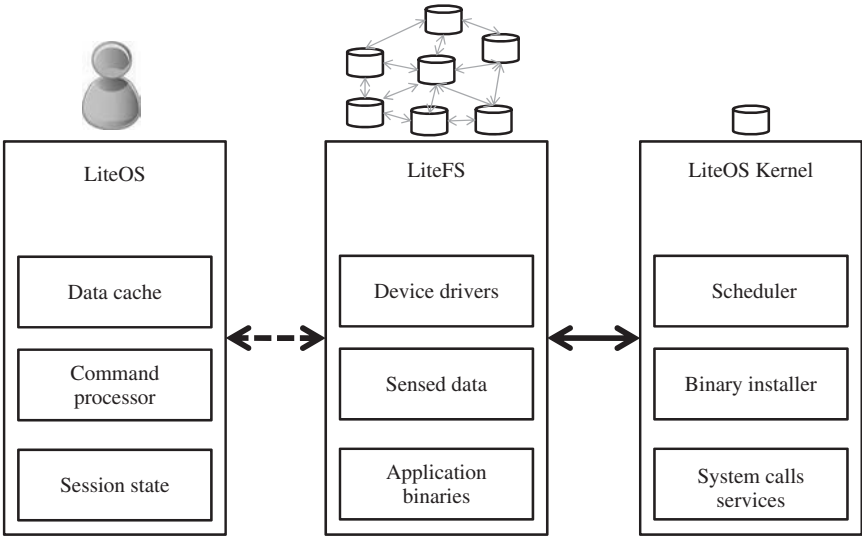 LiteOS
Data cache
Command
processor
Session state
LiteFS
Device drivers
Sensed data
Application
binaries
LiteOS Kernel
Scheduler
Binary installer
System calls
services